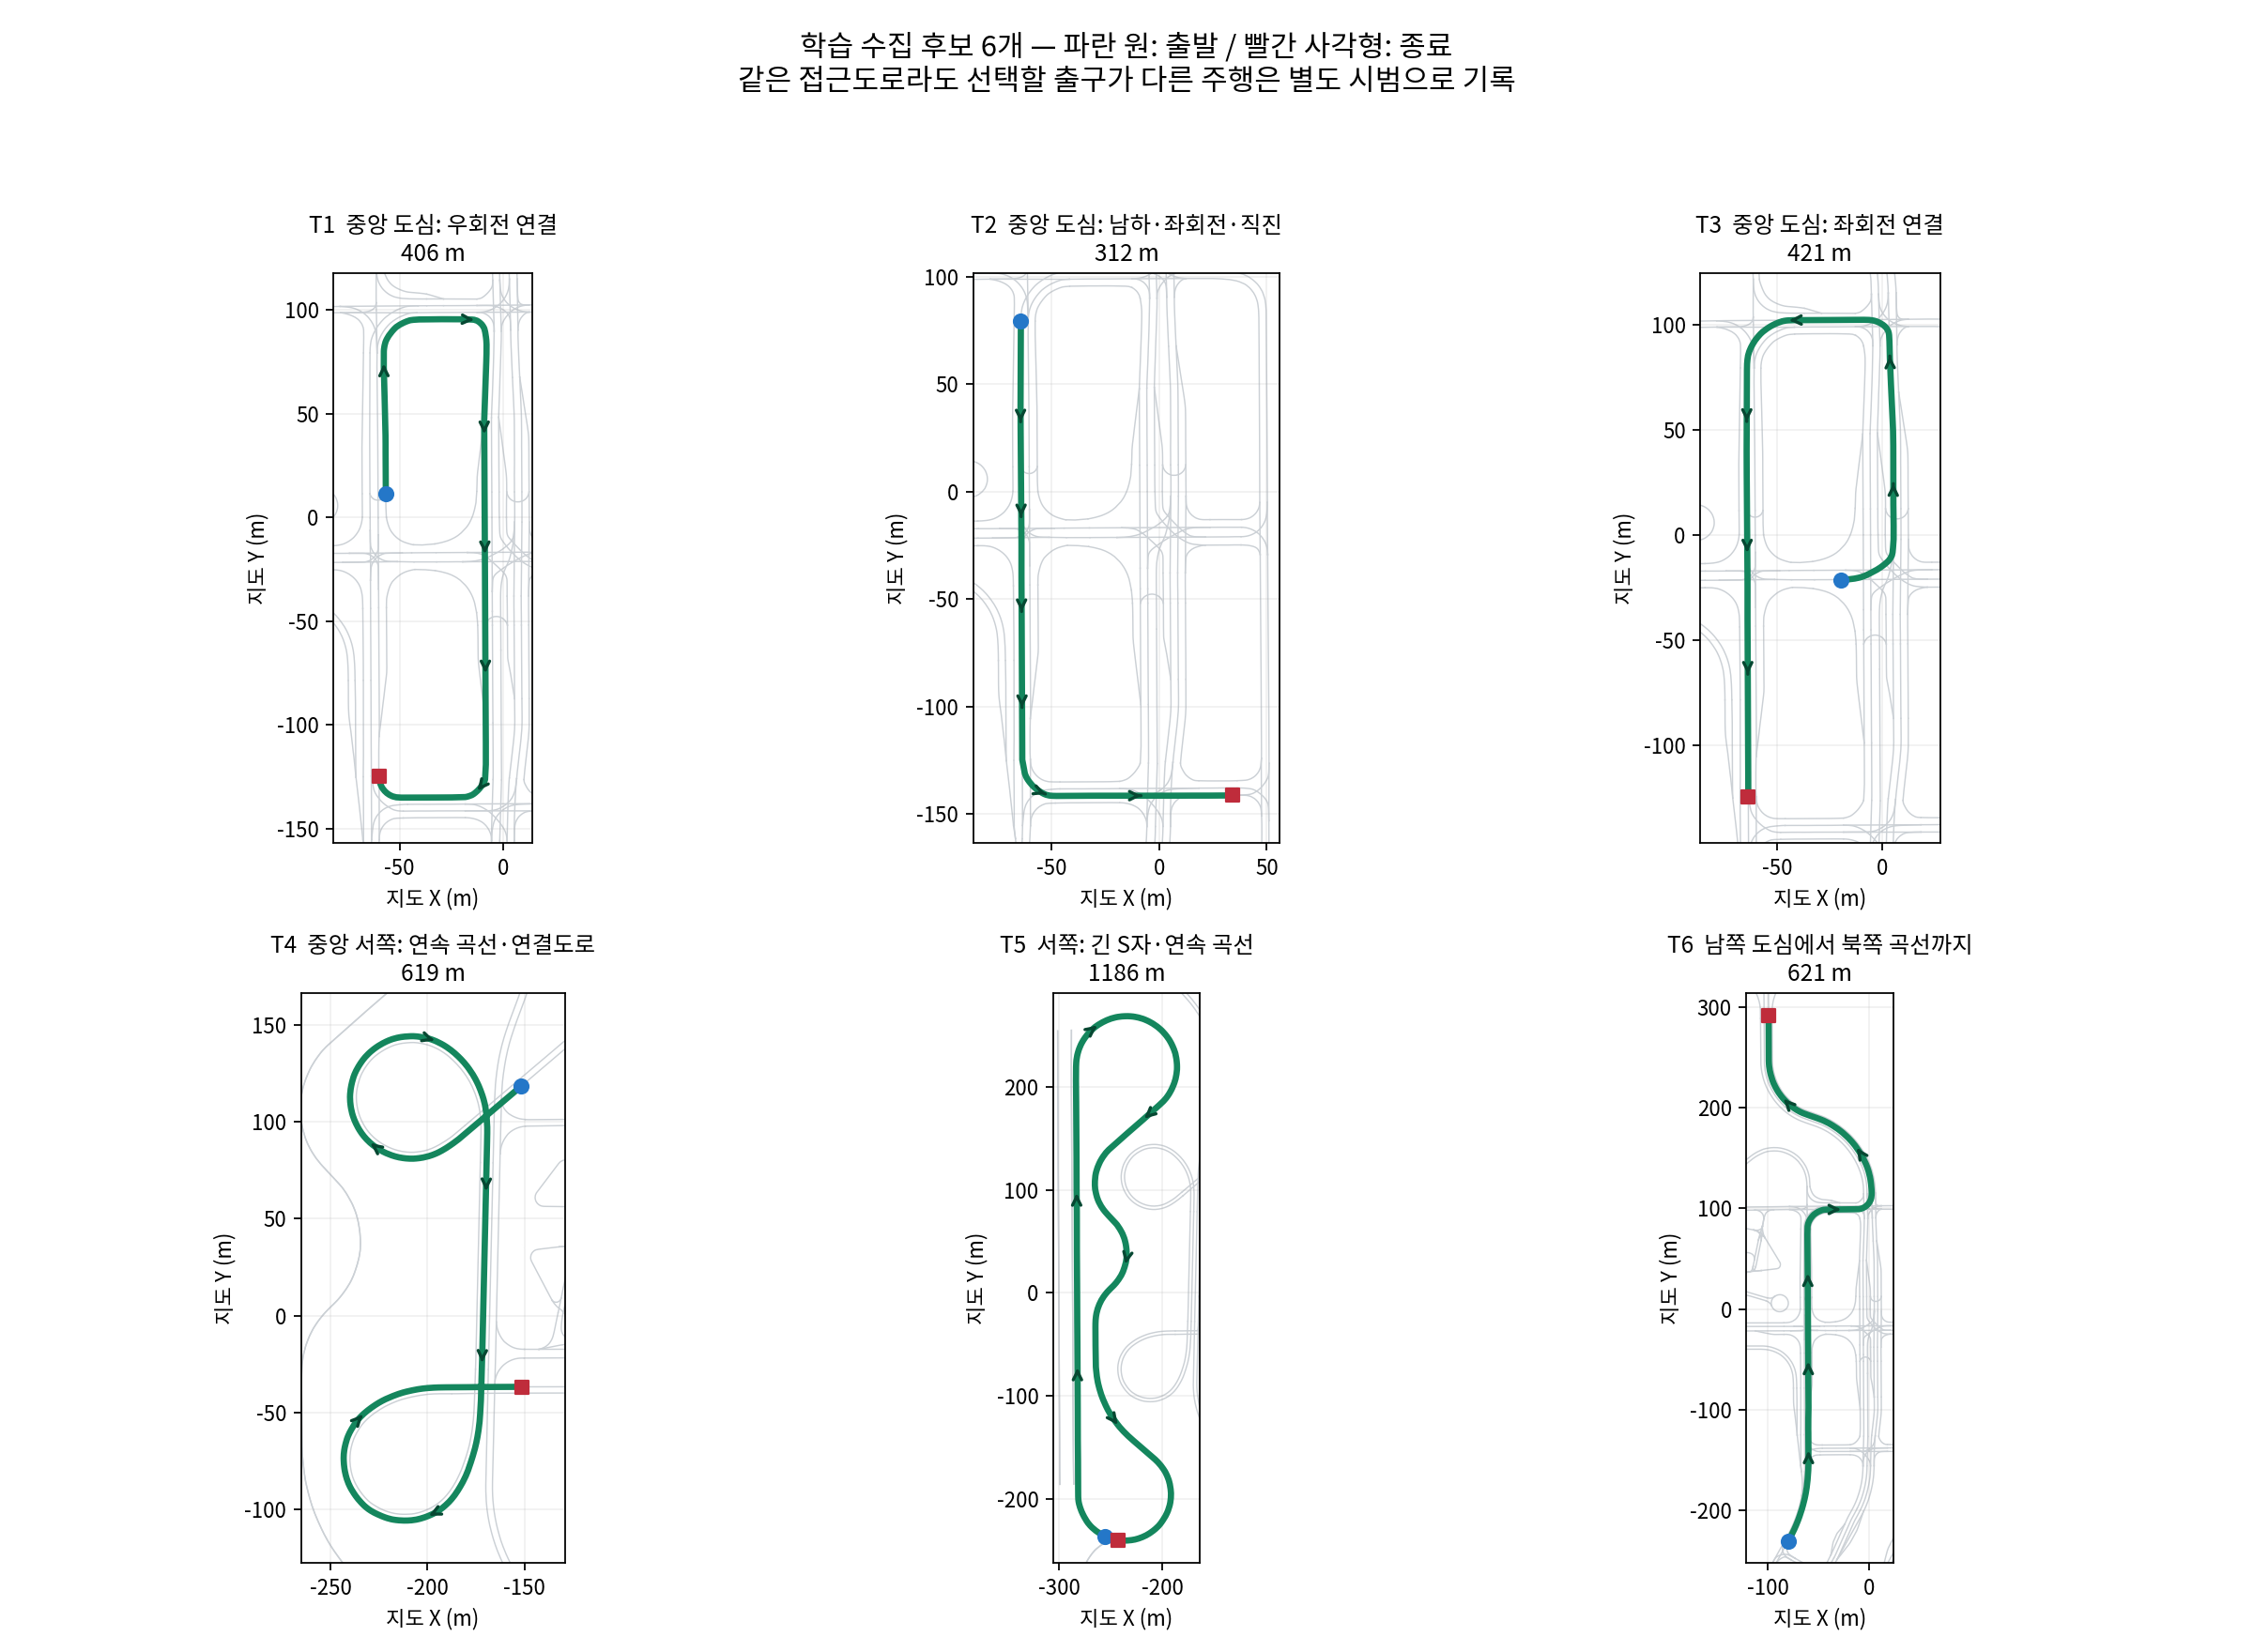 학습 수집 후보 6개 — 파란 원: 출발 / 빨간 사각형: 종료
같은 접근도로라도 선택할 출구가 다른 주행은 별도 시범으로 기록
T1 중앙 도심: 우회전 연결
406 m
100
50
0
-50
-100
-150
-50
0
지도 Y (m)
지도 X (m)
T2 중앙 도심: 남하·좌회전·직진
312 m
100
50
0
-50
-100
-150
-50
0
50
지도 Y (m)
지도 X (m)
T3 중앙 도심: 좌회전 연결
421 m
100
50
0
-50
-100
-50
0
지도 Y (m)
지도 X (m)
T4 중앙 서쪽: 연속 곡선·연결도로
619 m
150
100
50
0
-50
-100
-250
-200
-150
지도 Y (m)
지도 X (m)
T5 서쪽: 긴 S자·연속 곡선
1186 m
200
100
0
-100
-200
-300
-200
지도 Y (m)
지도 X (m)
T6 남쪽 도심에서 북쪽 곡선까지
621 m
300
200
100
0
-100
-200
-100
0
지도 Y (m)
지도 X (m)